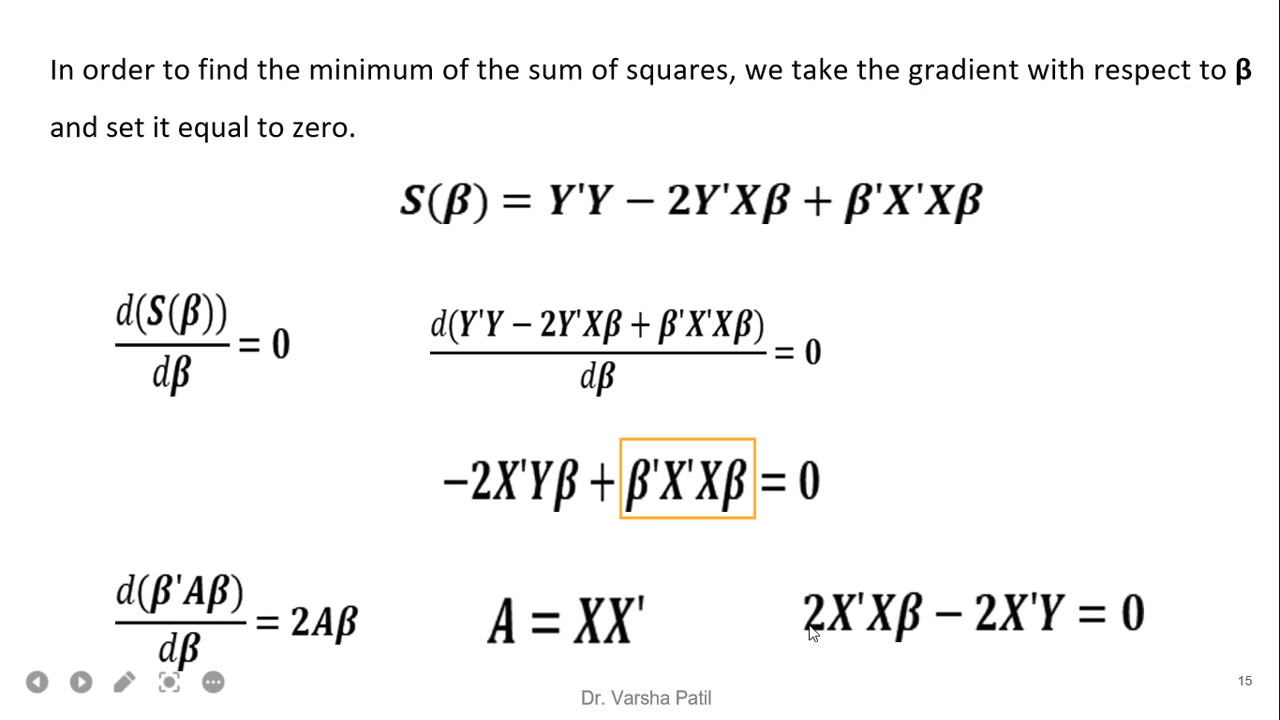 In order to find the minimum of the sum of squares, we take the gradient with respect to β
and set it equal to zero.
S(β) = Y'Y − 2Y'Xβ + β'X'Xβ
d(S(β))/dβ = 0
d(Y'Y − 2Y'Xβ + β'X'Xβ)/dβ = 0
−2X'Yβ + β'X'Xβ = 0
d(β'Aβ)/dβ = 2Aβ
A = XX'
2X'Xβ − 2X'Y = 0
15
Dr. Varsha Patil